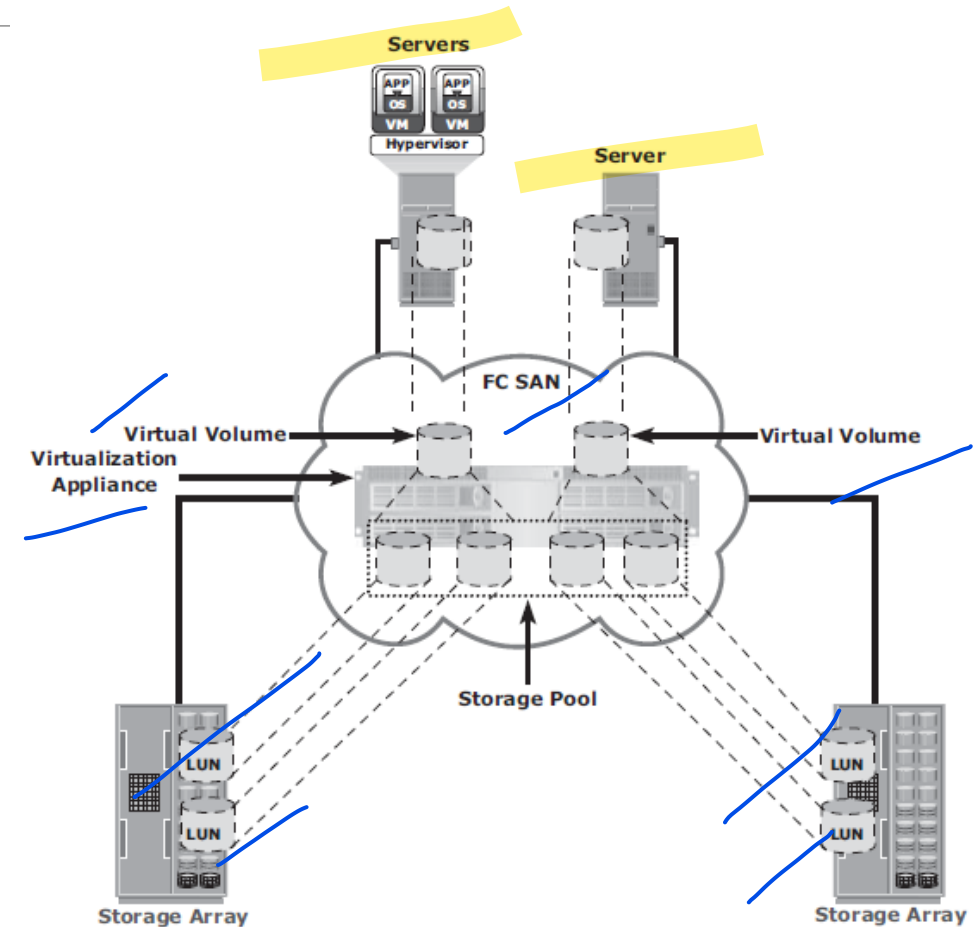 Servers
APP
OS
VM
APP
OS
VM
Hypervisor
Server
FC SAN
Virtual Volume
Virtual Volume
Virtualization
Appliance
Storage Pool
LUN
LUN
LUN
LUN
Storage Array
Storage Array